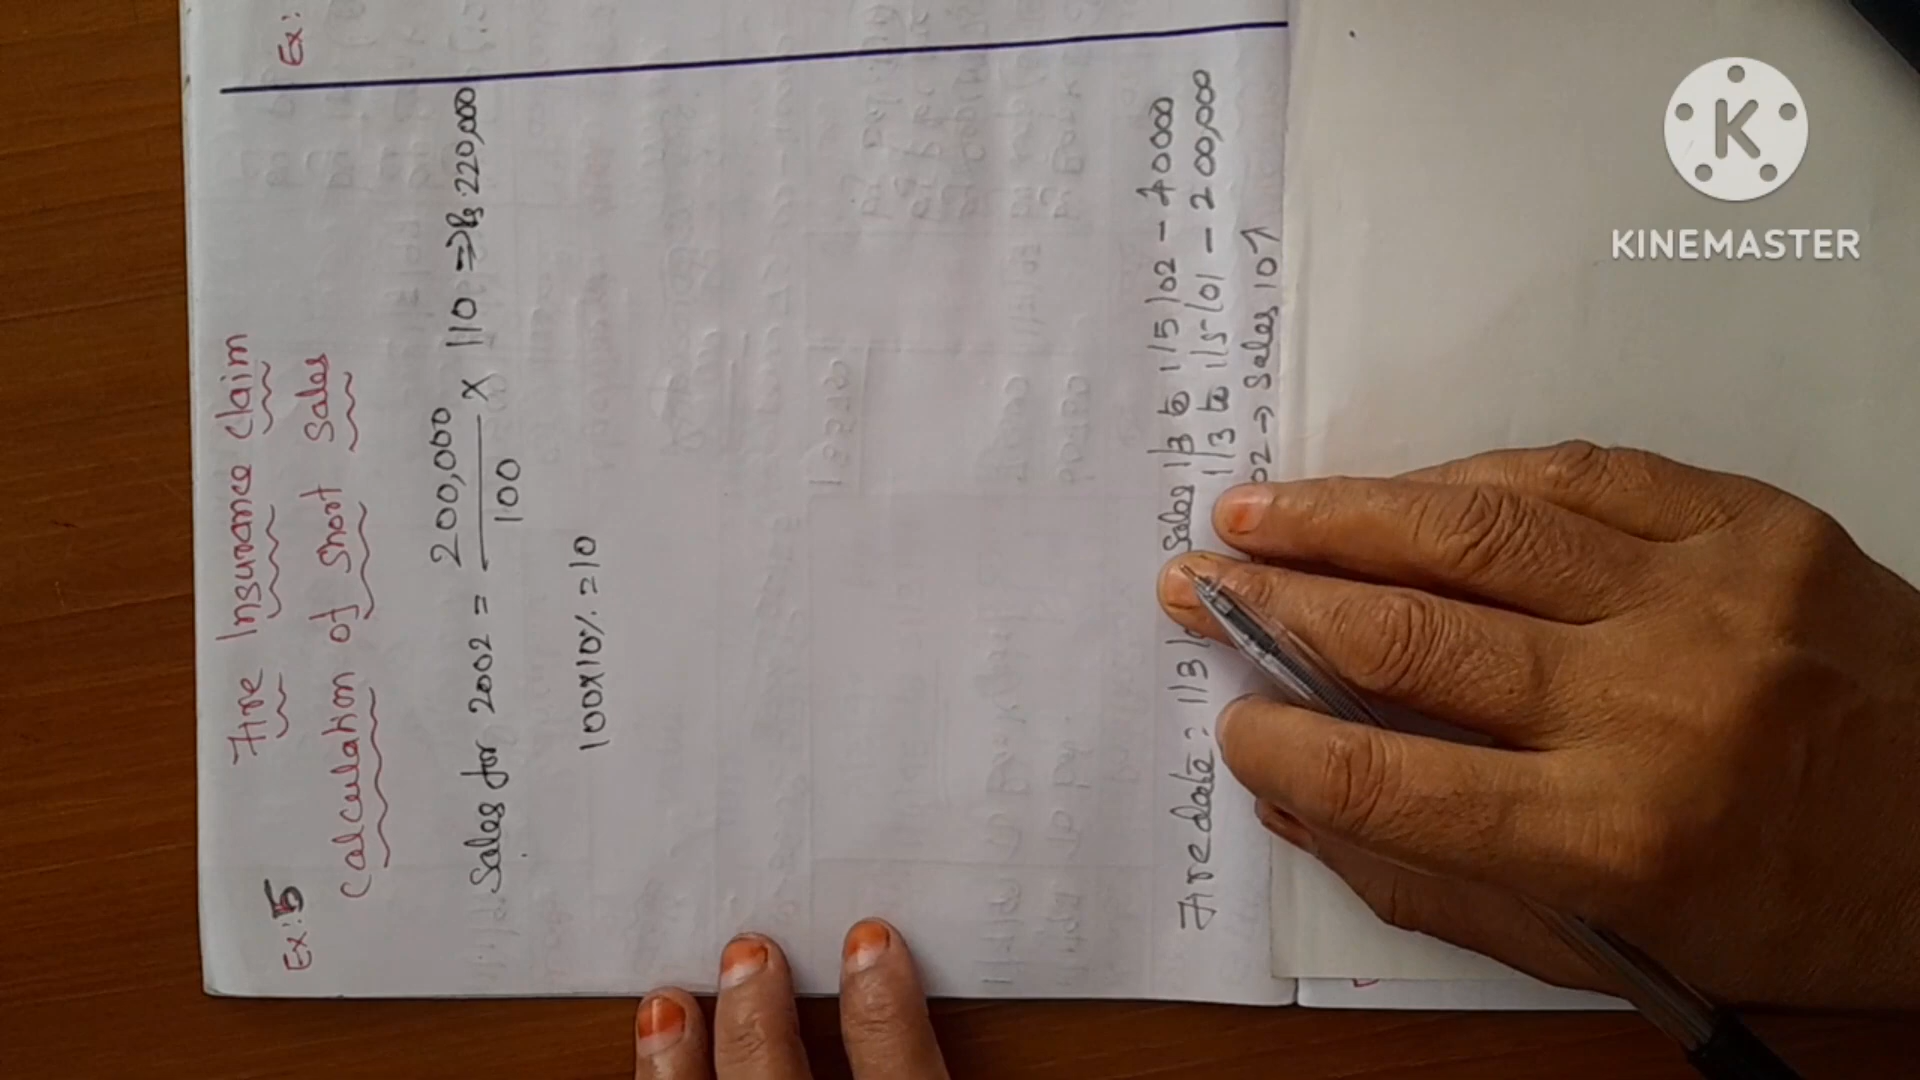 Ex:5 Fire Insurance Claim
Calculation of Short Sales
Sales for 2002 = 200,000 / 100 x 110 => Rs 220,000
100x10% = 10
Fire date: 1/3/ Sales 1/3 to 1/5/02 - 40000
1/3 to 1/5/01 - 200,000
02 -> Sales 10↑
Ex:
KINEMASTER